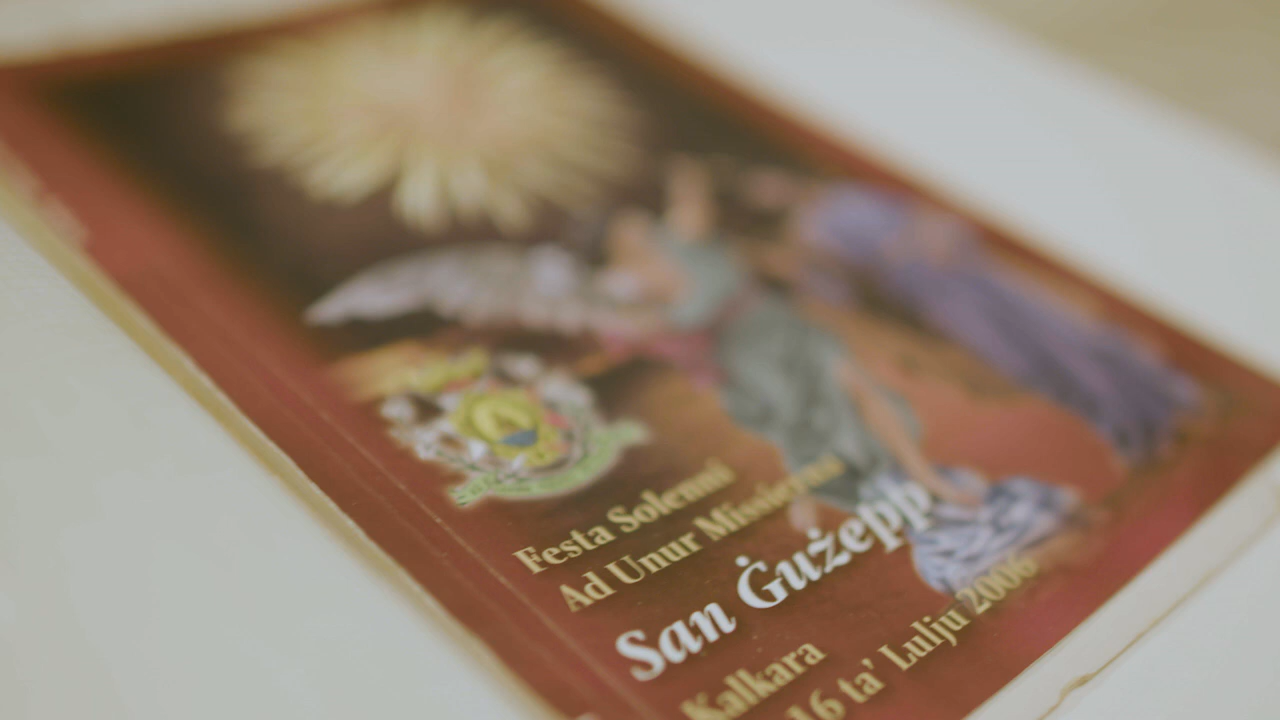 Festa Solenni
Ad Unur Missierna
San Ġużepp
Kalkara
16 ta' Lulju 2006